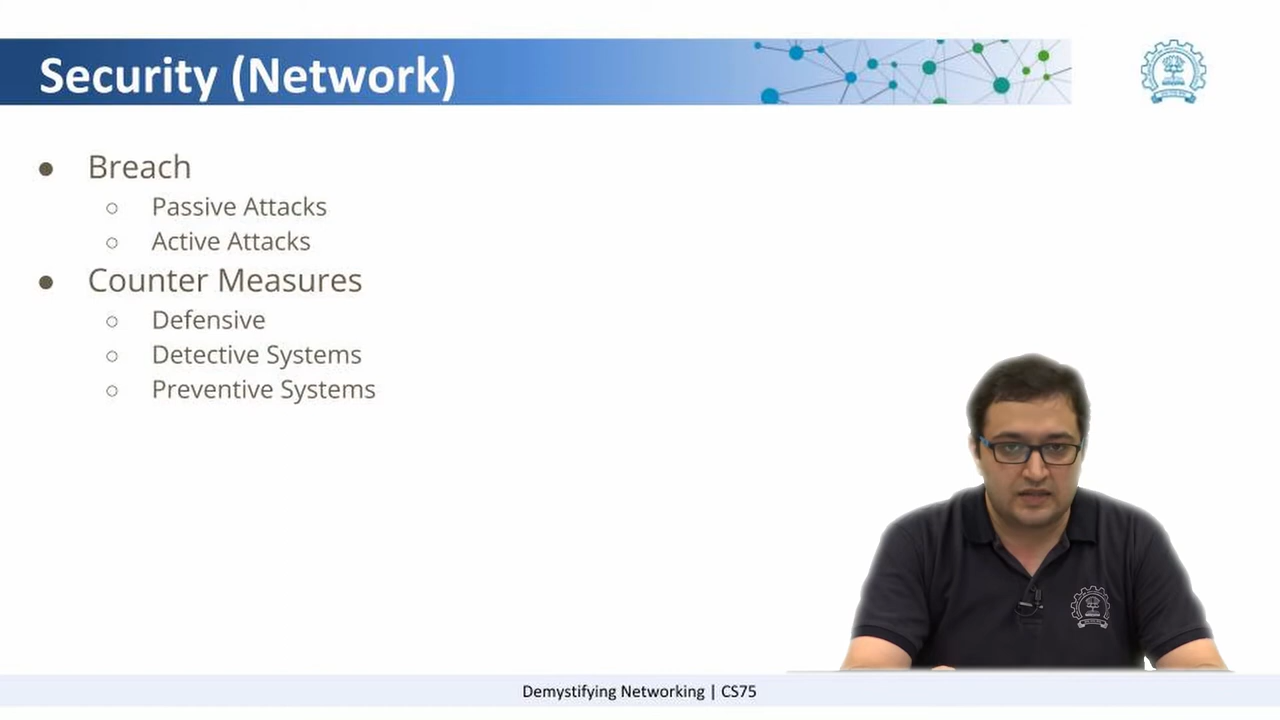 Security (Network)
● Breach
○ Passive Attacks
○ Active Attacks
● Counter Measures
○ Defensive
○ Detective Systems
○ Preventive Systems
Demystifying Networking | CS75